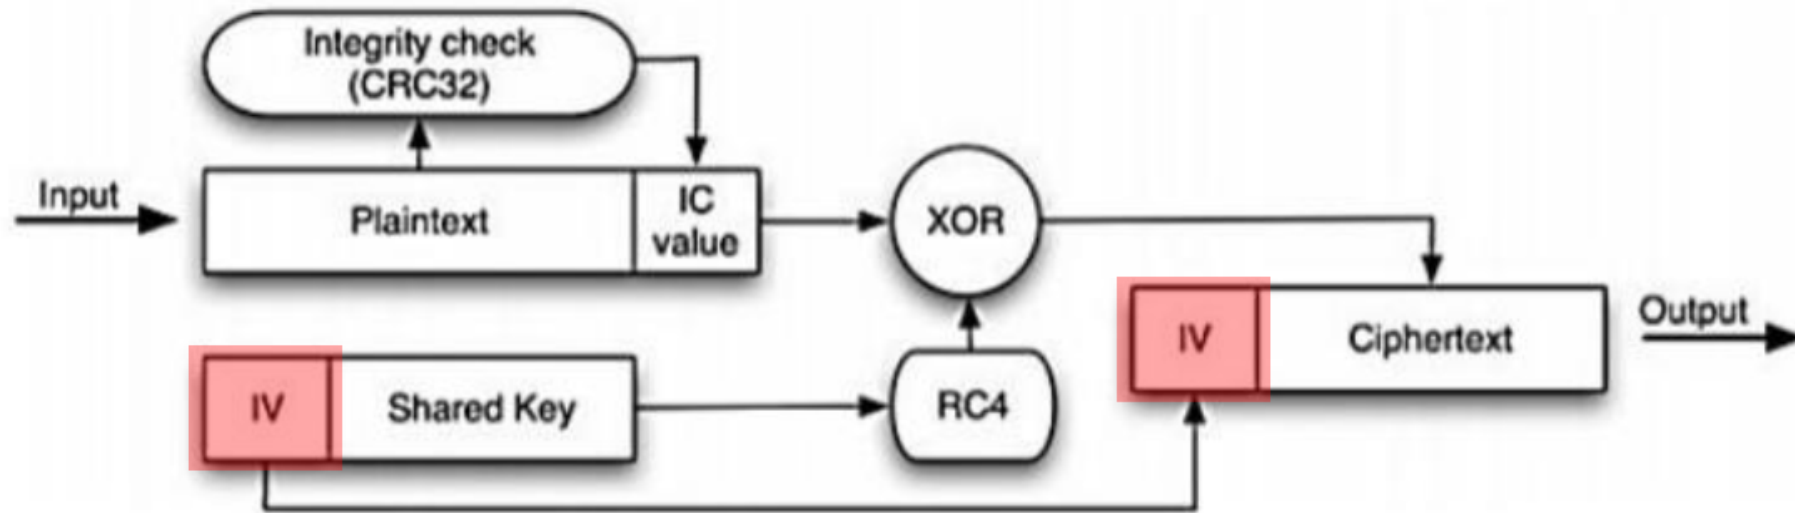 Integrity check
(CRC32)
Input
Plaintext
IC
value
XOR
IV
Ciphertext
Output
IV
Shared Key
RC4